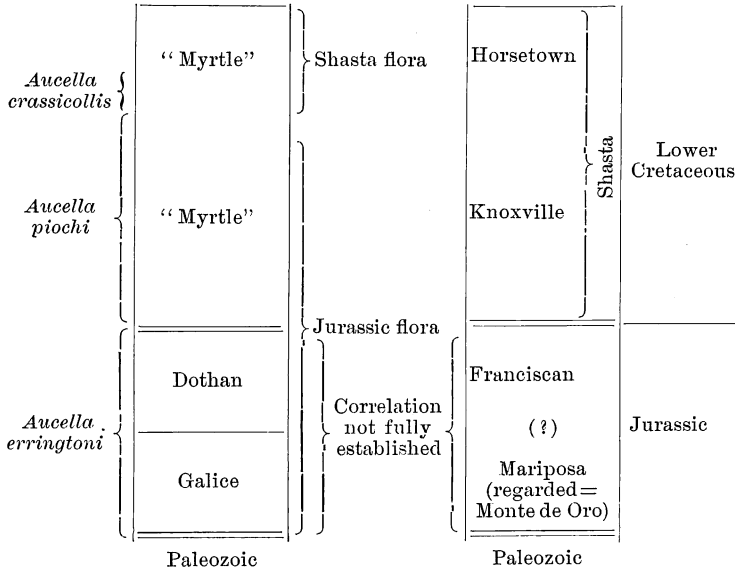 Aucella
crassicollis
Aucella
piochi
Aucella
erringtoni
“ Myrtle”
“ Myrtle”
Dothan
Galice
Paleozoic
Shasta flora
Jurassic flora
Correlation
not fully
established
Horsetown
Knoxville
Franciscan
(?)
Mariposa
(regarded=
Monte de Oro)
Paleozoic
Shasta
Lower
Cretaceous
Jurassic